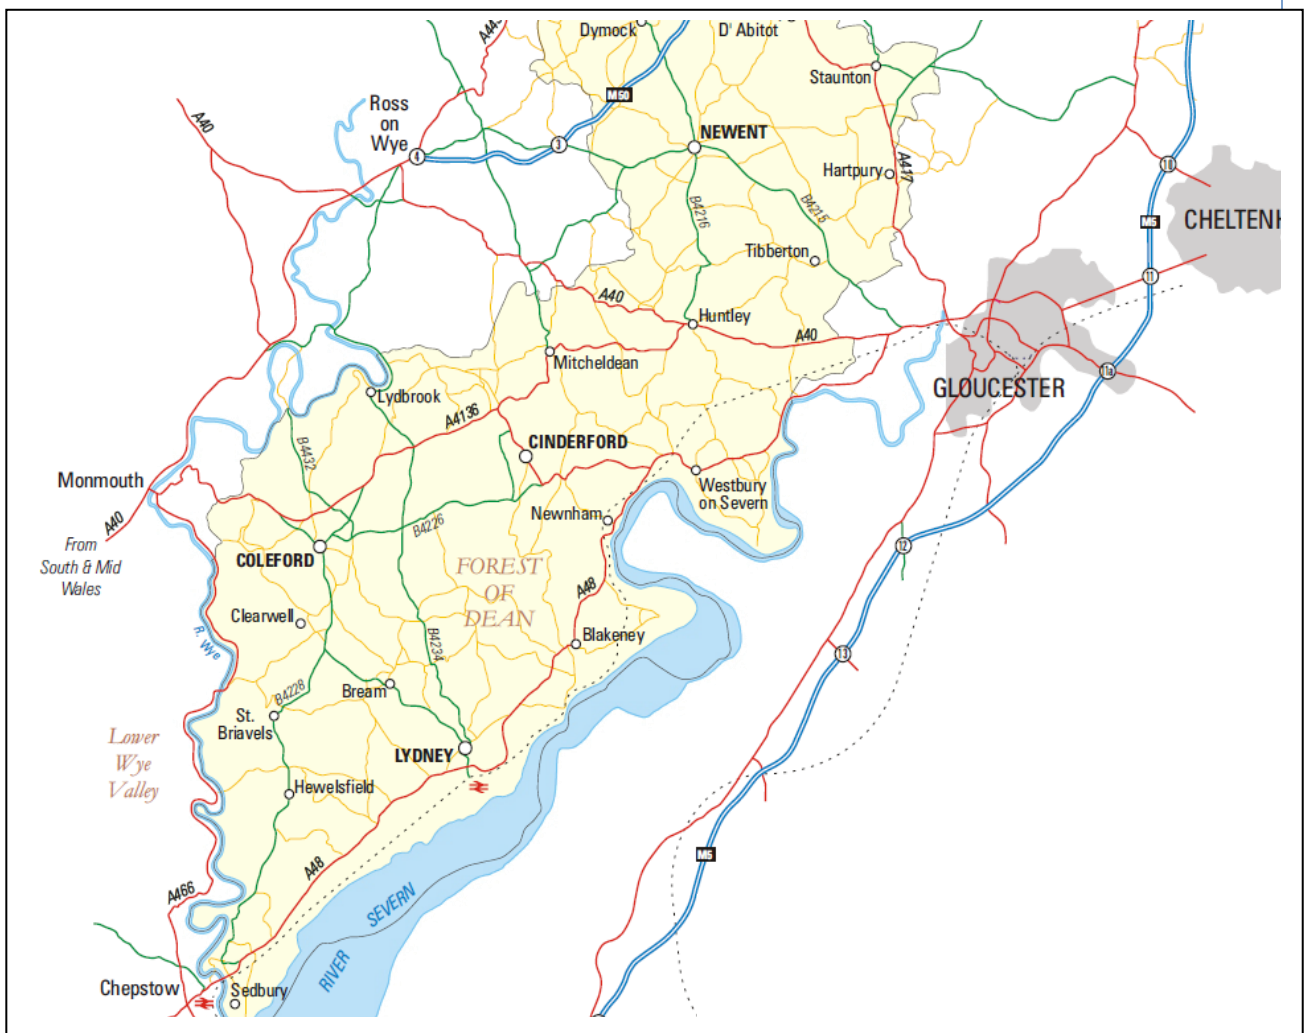 A44
Dymock
D' Abitot
Staunton
M50
A40
Ross
on
Wye
4
3
NEWENT
Hartpury
A417
10
M5
CHELTENH
B4216
B4215
Tibberton
11
A40
Huntley
A40
Mitcheldean
11a
GLOUCESTER
Lydbrook
A4136
CINDERFORD
B4432
Monmouth
Westbury
on Severn
A40
Newnham
B4226
12
From
South & Mid
Wales
COLEFORD
FOREST
OF
DEAN
A48
Clearwell
R. Wye
B4234
Blakeney
13
Bream
B4228
St.
Briavels
Lower
Wye
Valley
LYDNEY
Hewelsfield
M5
A48
A466
RIVER SEVERN
Chepstow
Sedbury